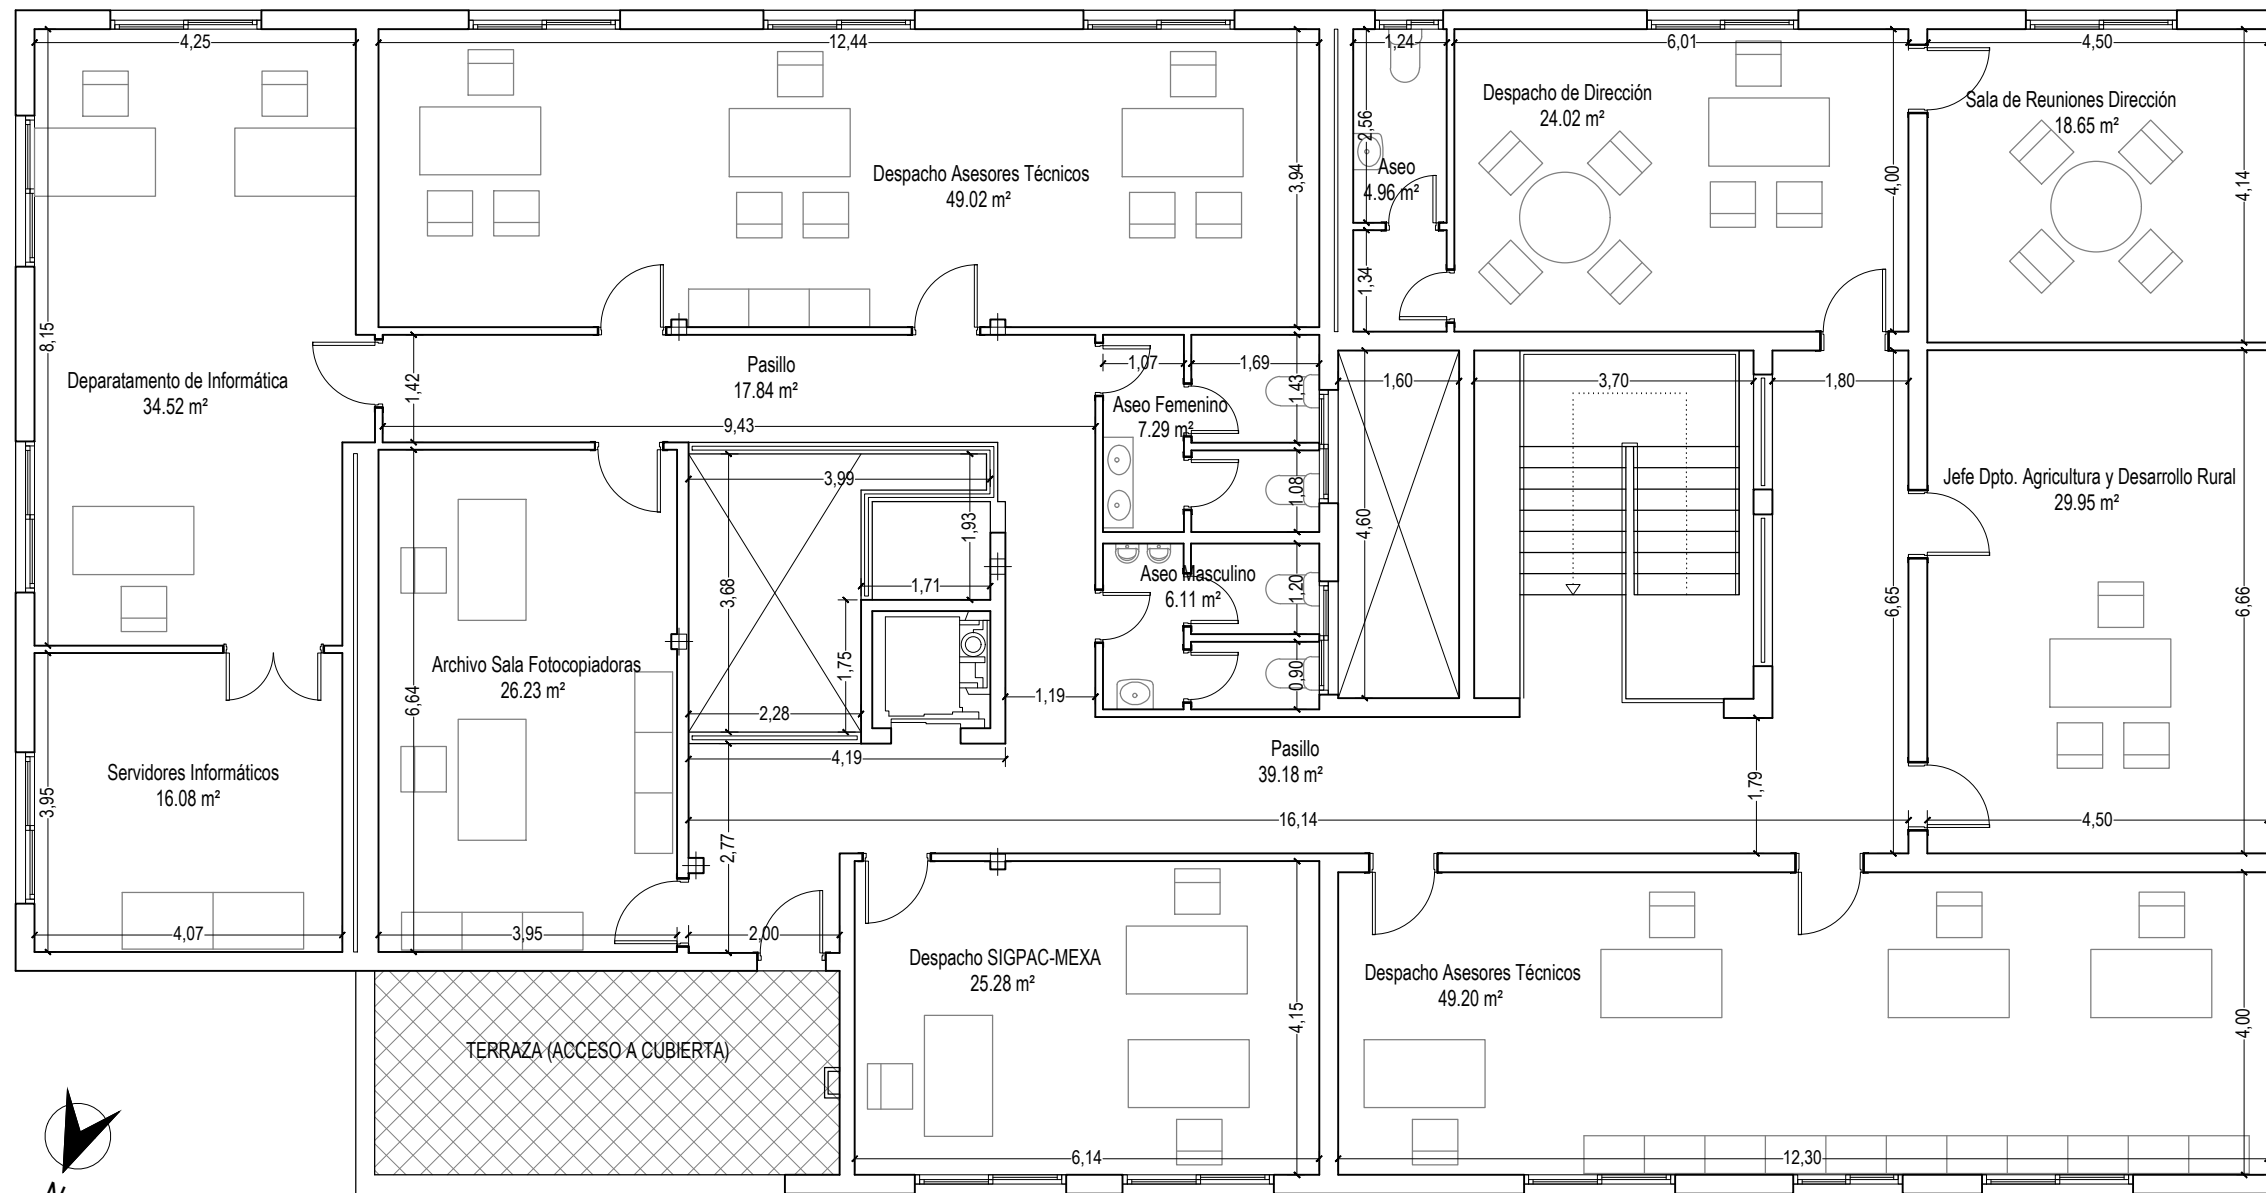 4,25
12,44
1,24
6,01
4,50
Despacho de Dirección
24.02 m²
Sala de Reuniones Dirección
18.65 m²
2,56
Despacho Asesores Técnicos
49.02 m²
3,94
Aseo
4.96 m²
4,00
4,14
1,34
8,15
Pasillo
17.84 m²
1,07
1,69
1,43
1,60
3,70
1,80
Deparatamento de Informática
34.52 m²
1,42
9,43
Aseo Femenino
7.29 m²
3,99
1,08
Jefe Dpto. Agricultura y Desarrollo Rural
29.95 m²
1,93
4,60
Aseo Masculino
6.11 m²
1,20
1,71
3,68
6,65
6,66
Archivo Sala Fotocopiadoras
26.23 m²
1,75
0,90
6,64
2,28
1,19
4,19
Pasillo
39.18 m²
Servidores Informáticos
16.08 m²
3,95
1,79
16,14
4,50
2,77
4,07
3,95
2,00
Despacho SIGPAC-MEXA
25.28 m²
Despacho Asesores Técnicos
49.20 m²
4,15
4,00
TERRAZA (ACCESO A CUBIERTA)
6,14
12,30
N